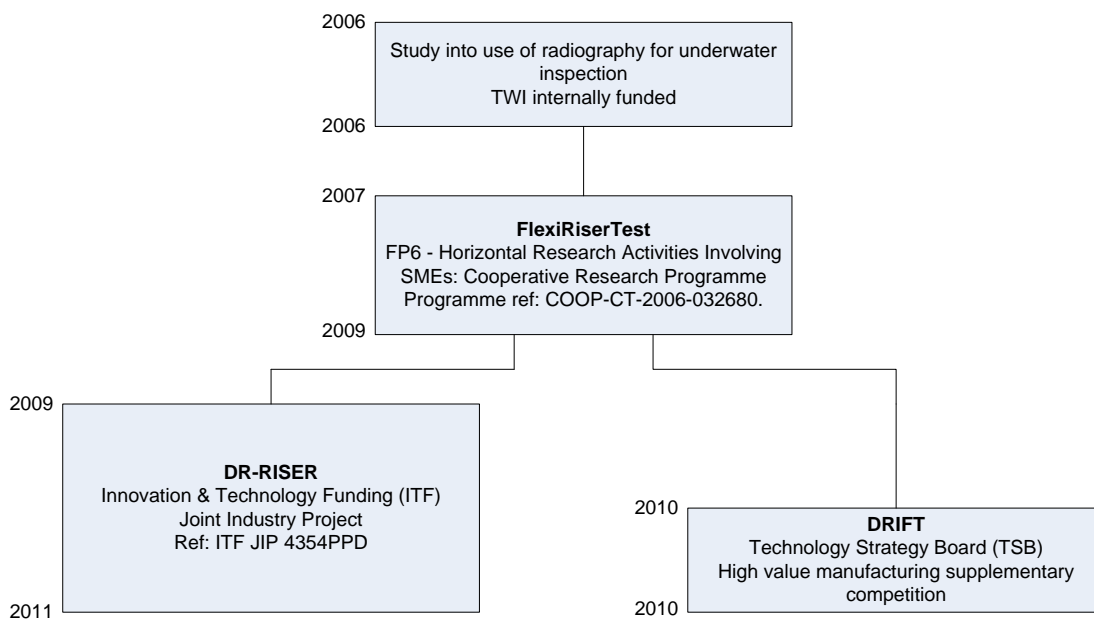 2006
Study into use of radiography for underwater
inspection
TWI internally funded
2006
2007
FlexiRiserTest
FP6 - Horizontal Research Activities Involving
SMEs: Cooperative Research Programme
Programme ref: COOP-CT-2006-032680.
2009
2009
DR-RISER
Innovation & Technology Funding (ITF)
Joint Industry Project
Ref: ITF JIP 4354PPD
2011
2010
DRIFT
Technology Strategy Board (TSB)
High value manufacturing supplementary
competition
2010